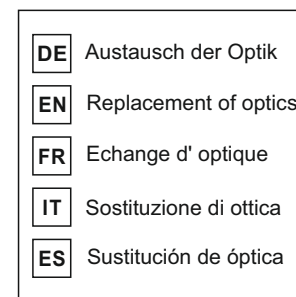 DE Austausch der Optik
EN Replacement of optics
FR Echange d' optique
IT Sostituzione di ottica
ES Sustitución de óptica